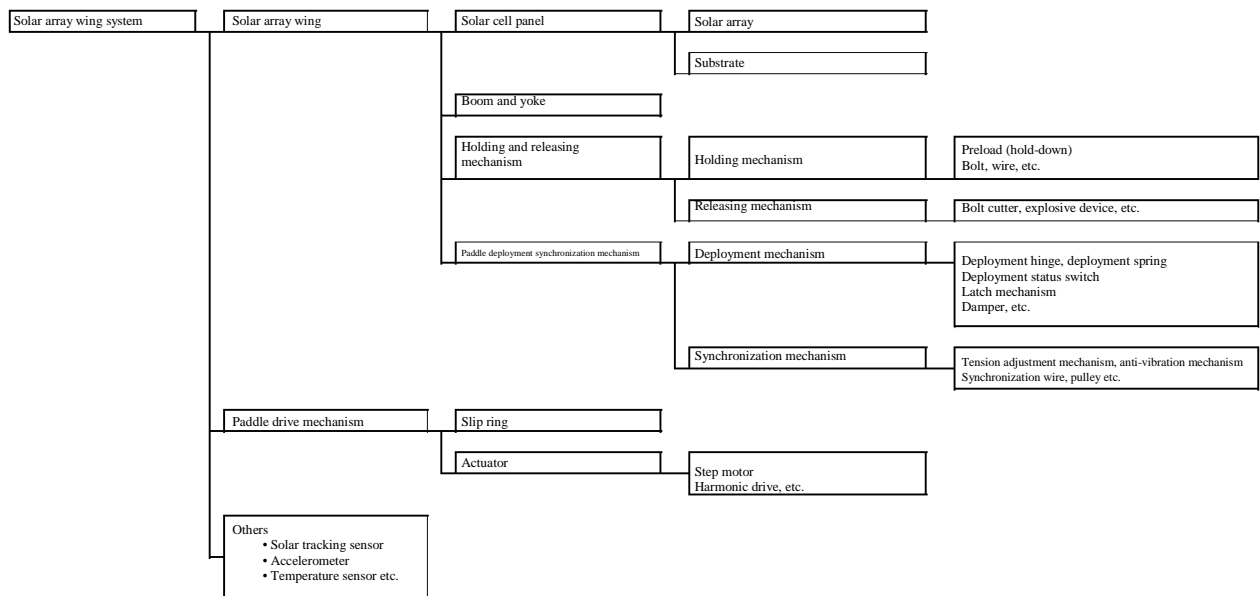 Solar array wing system
Solar array wing
Solar cell panel
Solar array
Substrate
Boom and yoke
Holding and releasing
mechanism
Holding mechanism
Preload (hold-down)
Bolt, wire, etc.
Releasing mechanism
Bolt cutter, explosive device, etc.
Paddle deployment synchronization mechanism
Deployment mechanism
Deployment hinge, deployment spring
Deployment status switch
Latch mechanism
Damper, etc.
Synchronization mechanism
Tension adjustment mechanism, anti-vibration mechanism
Synchronization wire, pulley etc.
Paddle drive mechanism
Slip ring
Actuator
Step motor
Harmonic drive, etc.
Others
• Solar tracking sensor
• Accelerometer
• Temperature sensor etc.